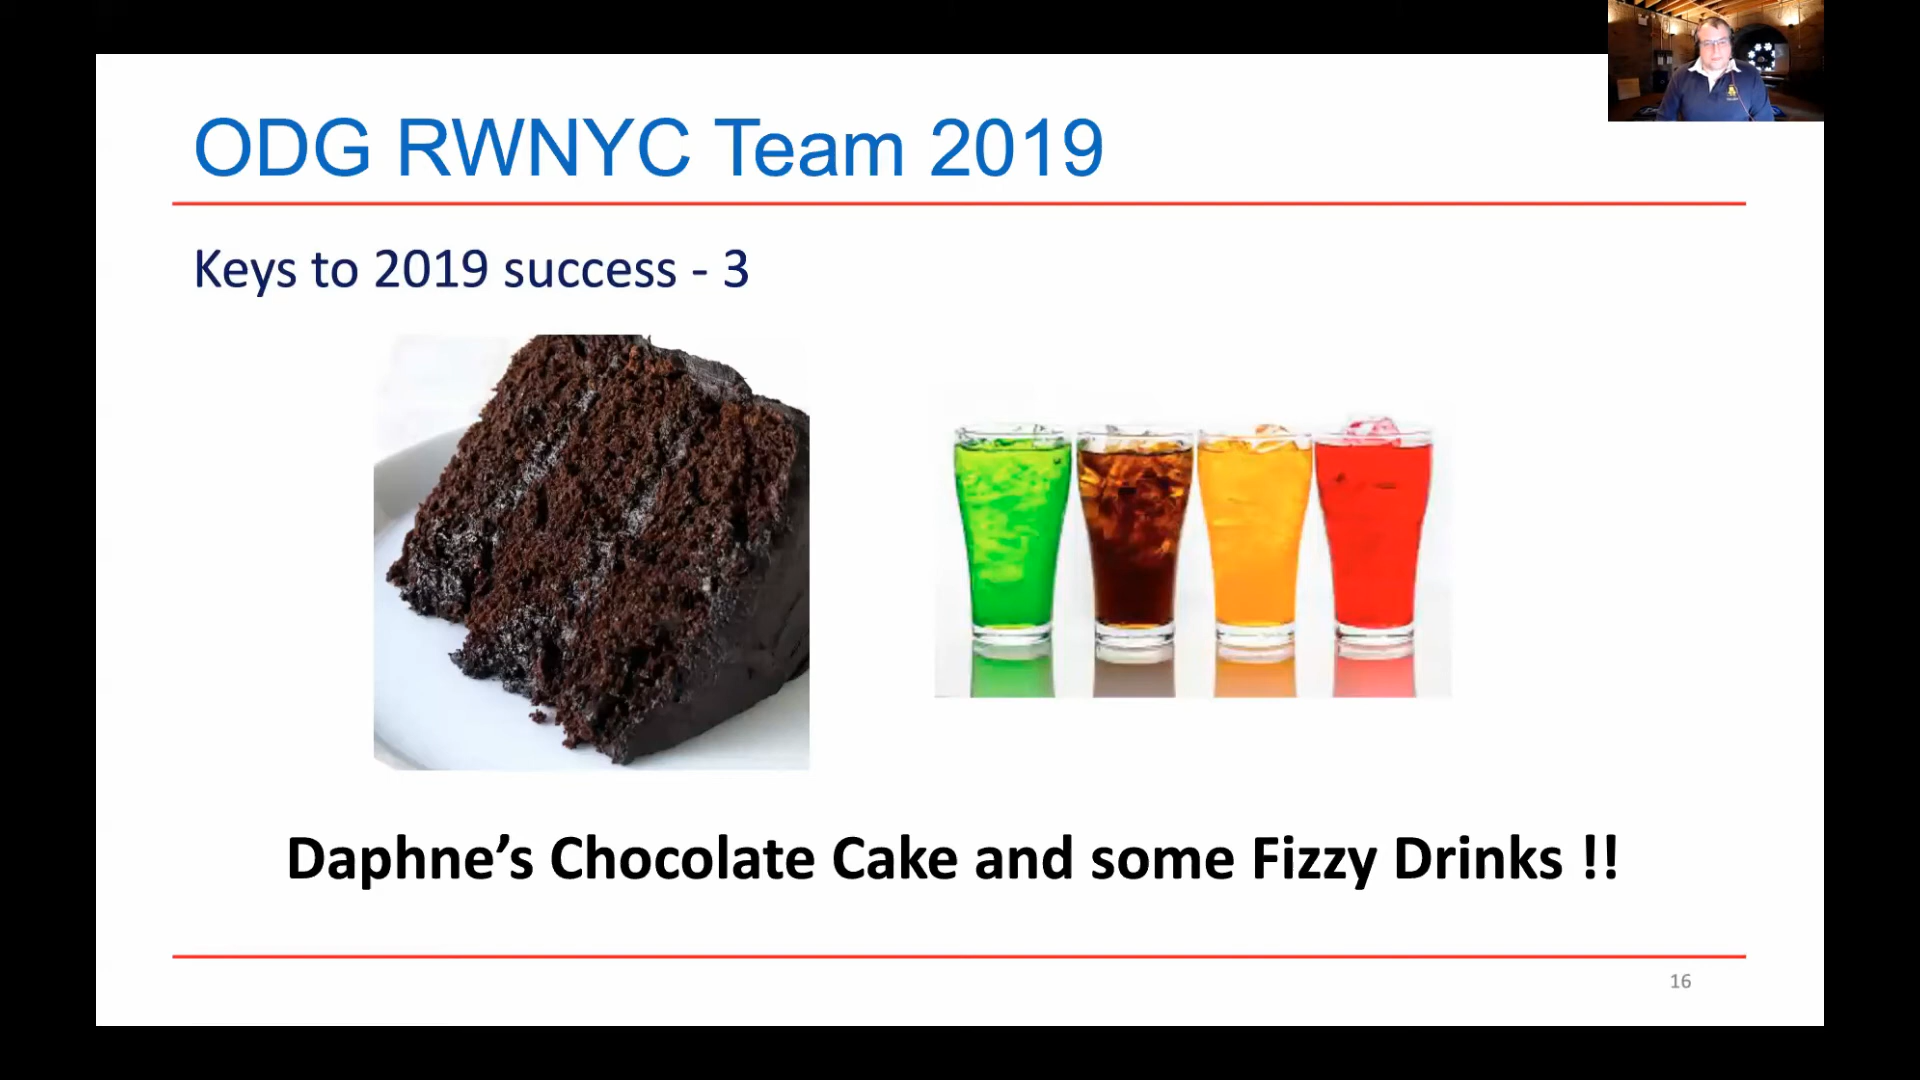 ODG RWNYC Team 2019
Keys to 2019 success - 3
Daphne’s Chocolate Cake and some Fizzy Drinks !!
16